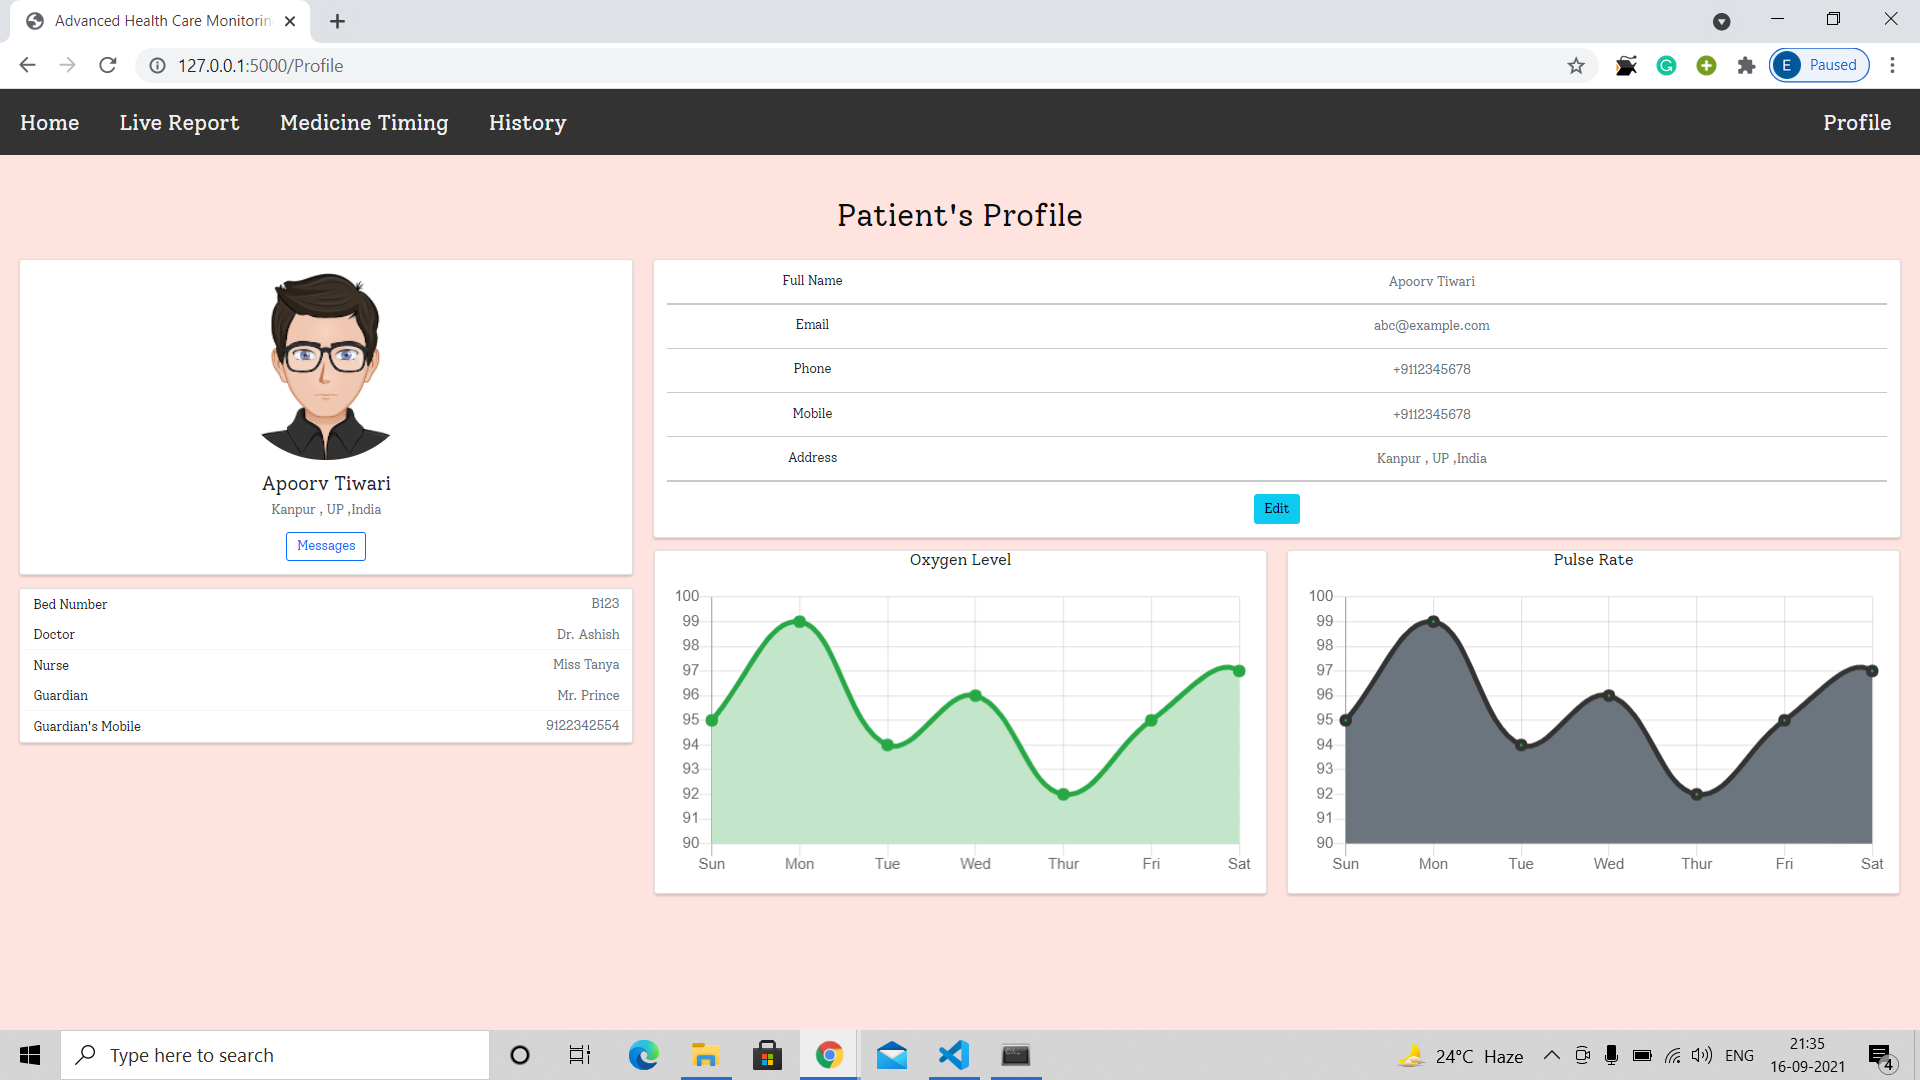 Advanced Health Care Monitorin
127.0.0.1:5000/Profile
E Paused
Home Live Report Medicine Timing History Profile
Patient's Profile
Apoorv Tiwari
Kanpur , UP ,India
Messages
Bed Number B123
Doctor Dr. Ashish
Nurse Miss Tanya
Guardian Mr. Prince
Guardian's Mobile 9122342554
Full Name Apoorv Tiwari
Email abc@example.com
Phone +9112345678
Mobile +9112345678
Address Kanpur , UP ,India
Edit
Oxygen Level
100
99
98
97
96
95
94
93
92
91
90
Sun Mon Tue Wed Thur Fri Sat
Pulse Rate
100
99
98
97
96
95
94
93
92
91
90
Sun Mon Tue Wed Thur Fri Sat
Type here to search
24°C Haze
ENG
21:35
16-09-2021
4